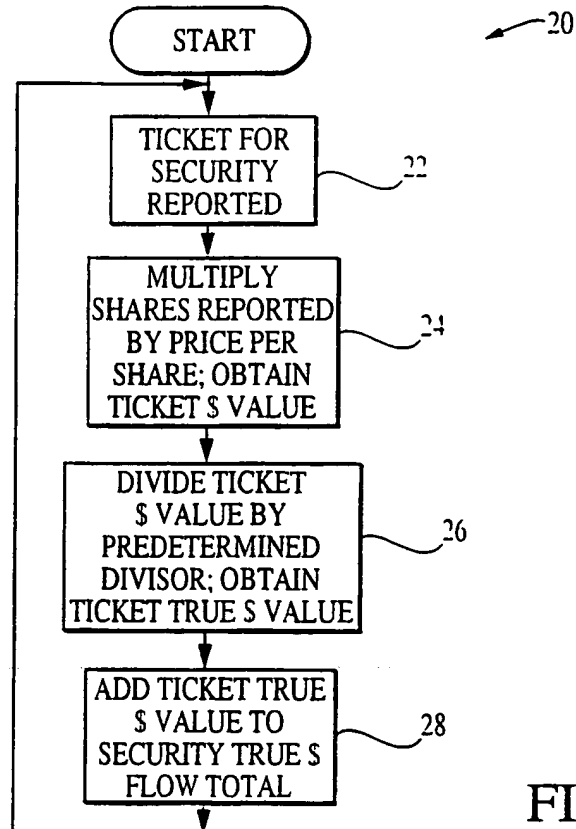 START
20
TICKET FOR
SECURITY
REPORTED
22
MULTIPLY
SHARES REPORTED
BY PRICE PER
SHARE; OBTAIN
TICKET $ VALUE
24
DIVIDE TICKET
$ VALUE BY
PREDETERMINED
DIVISOR; OBTAIN
TICKET TRUE $ VALUE
26
ADD TICKET TRUE
$ VALUE TO
SECURITY TRUE $
FLOW TOTAL
28